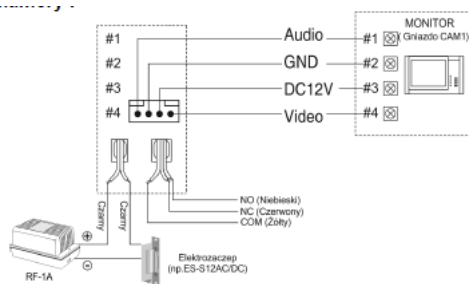 #1 Audio #1 MONITOR
( Gniazdo CAM1)
#2 GND #2
#3 DC12V #3
#4 Video #4
Czarny Czarny
NO (Niebieski)
NC (Czerwony)
COM (Żółty)
Elektrozaczep
(np.ES-S12AC/DC)
RF-1A